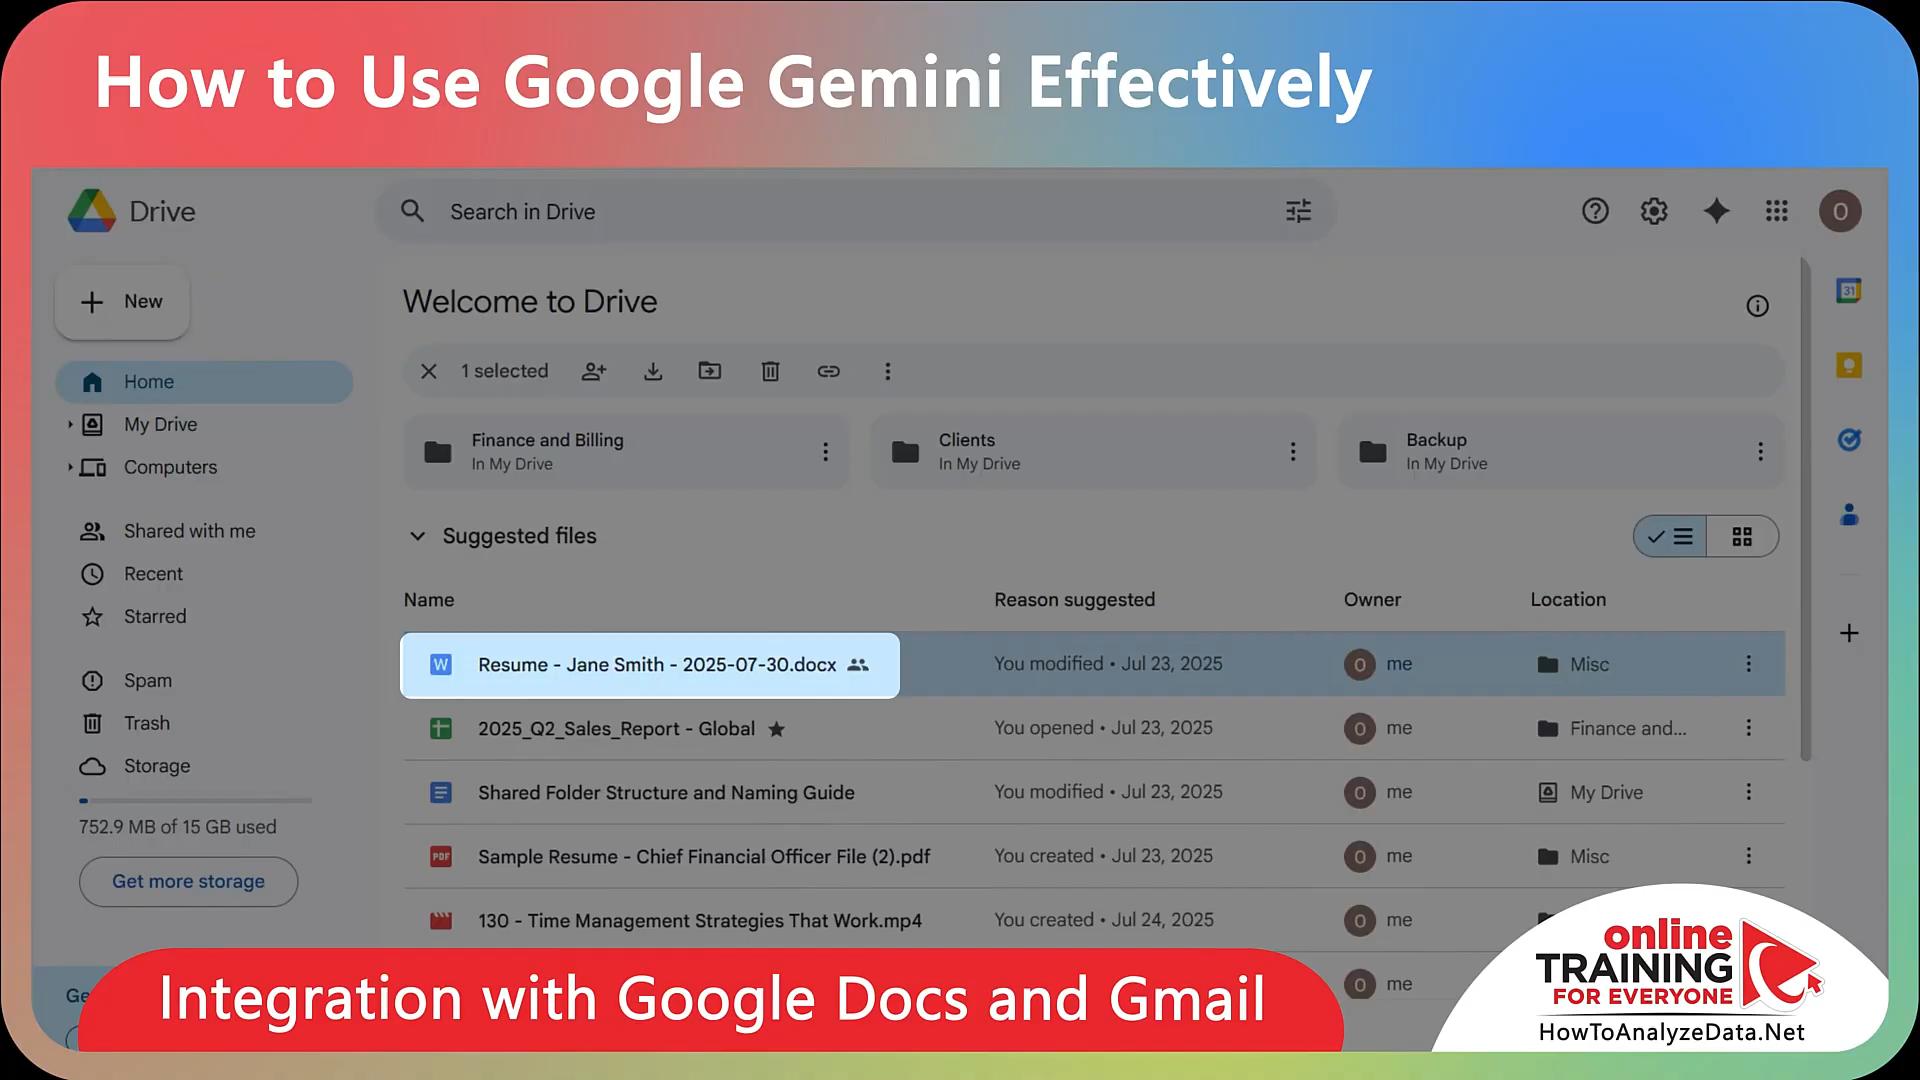 How to Use Google Gemini Effectively
Drive
Search in Drive
O
New
Welcome to Drive
31
1 selected
Home
My Drive
Computers
Shared with me
Recent
Starred
Spam
Trash
Storage
752.9 MB of 15 GB used
Get more storage
Finance and Billing
In My Drive
Clients
In My Drive
Backup
In My Drive
Suggested files
Name Reason suggested Owner Location
W Resume - Jane Smith - 2025-07-30.docx You modified • Jul 23, 2025 O me Misc
2025_Q2_Sales_Report - Global You opened • Jul 23, 2025 O me Finance and...
Shared Folder Structure and Naming Guide You modified • Jul 23, 2025 O me My Drive
PDF Sample Resume - Chief Financial Officer File (2).pdf You created • Jul 23, 2025 O me Misc
130 - Time Management Strategies That Work.mp4 You created • Jul 24, 2025 O me
O me
Integration with Google Docs and Gmail
online
TRAINING
FOR EVERYONE
HowToAnalyzeData.Net